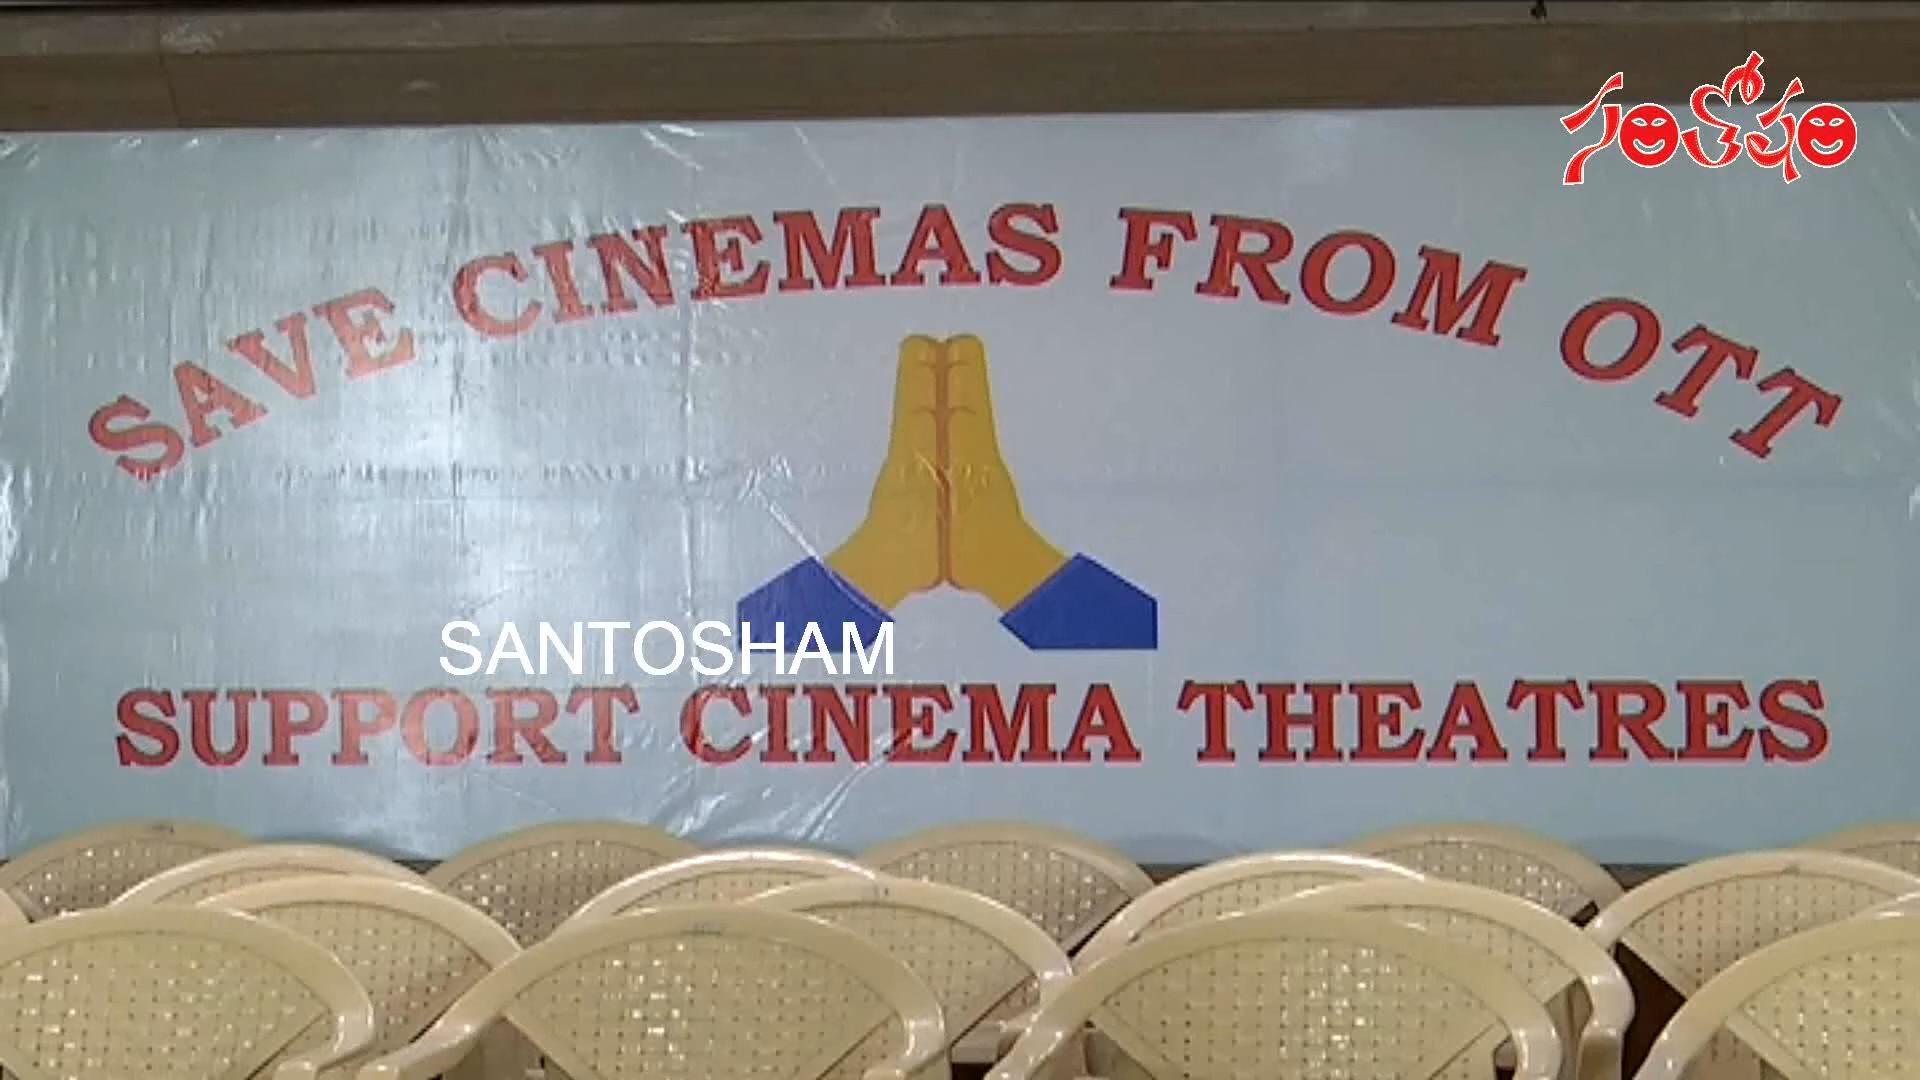 సంతోషం
SAVE CINEMAS FROM OTT
SANTOSHAM
SUPPORT CINEMA THEATRES